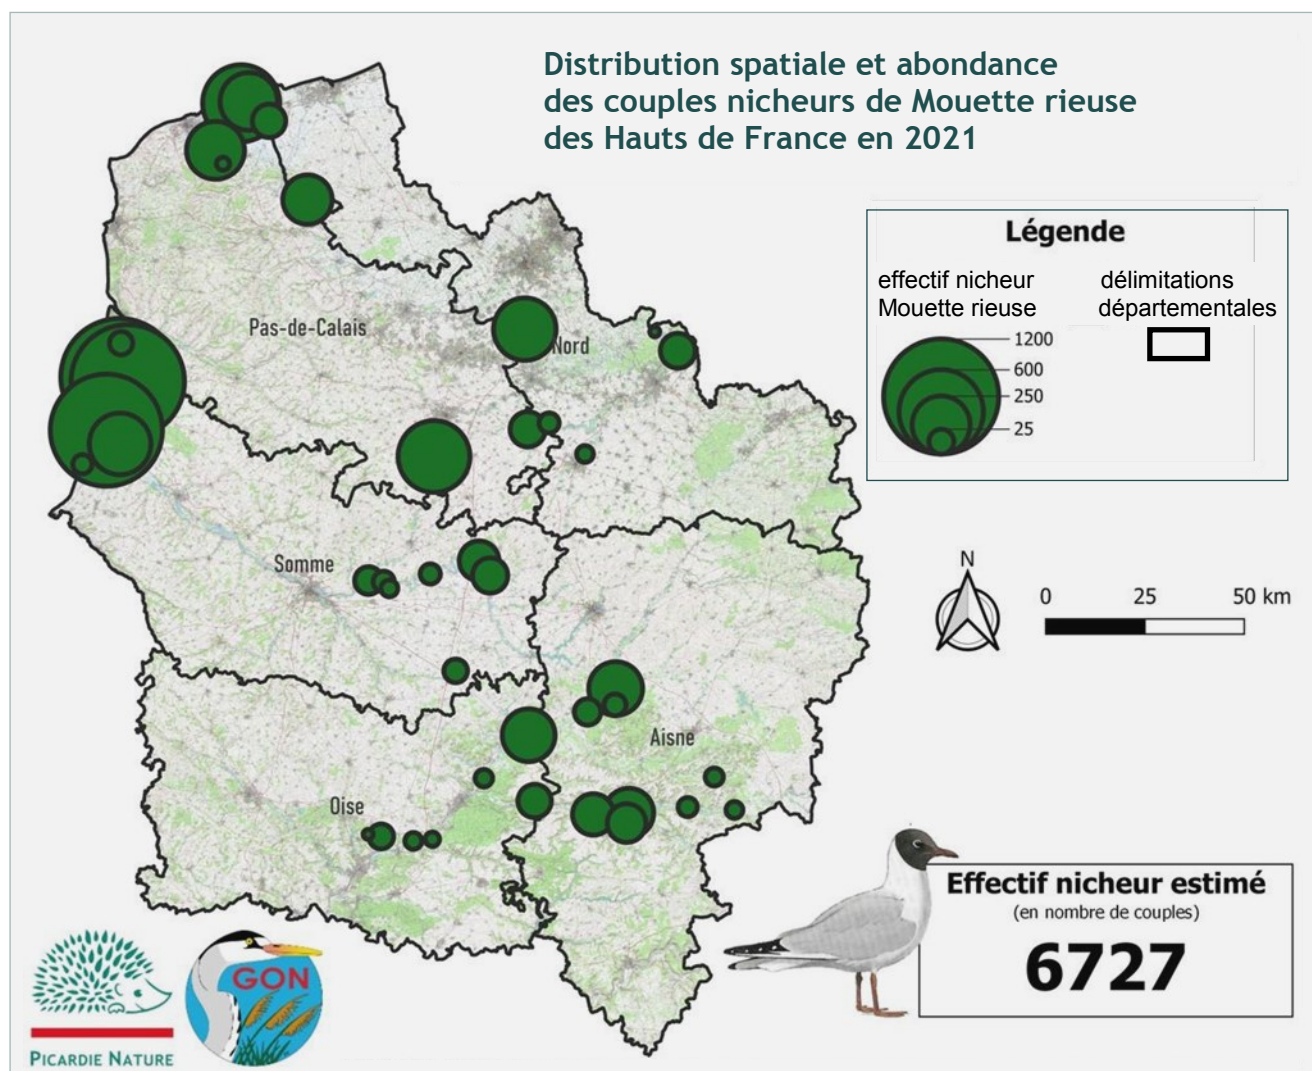 Distribution spatiale et abondance
des couples nicheurs de Mouette rieuse
des Hauts de France en 2021
Légende
effectif nicheur
Mouette rieuse
délimitations
départementales
1200
600
250
25
Pas-de-Calais
Nord
Somme
Aisne
Oise
N
0 25 50 km
Effectif nicheur estimé
(en nombre de couples)
6727
GON
PICARDIE NATURE